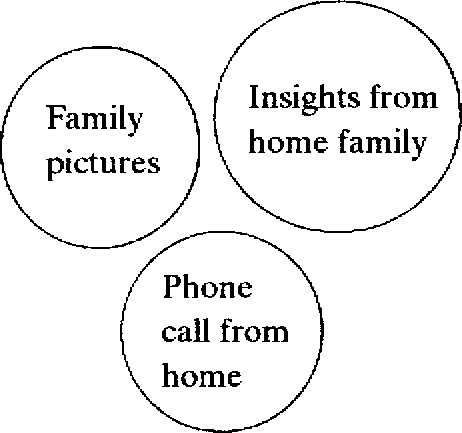 Family
pictures
Insights from
home family
Phone
call from
home